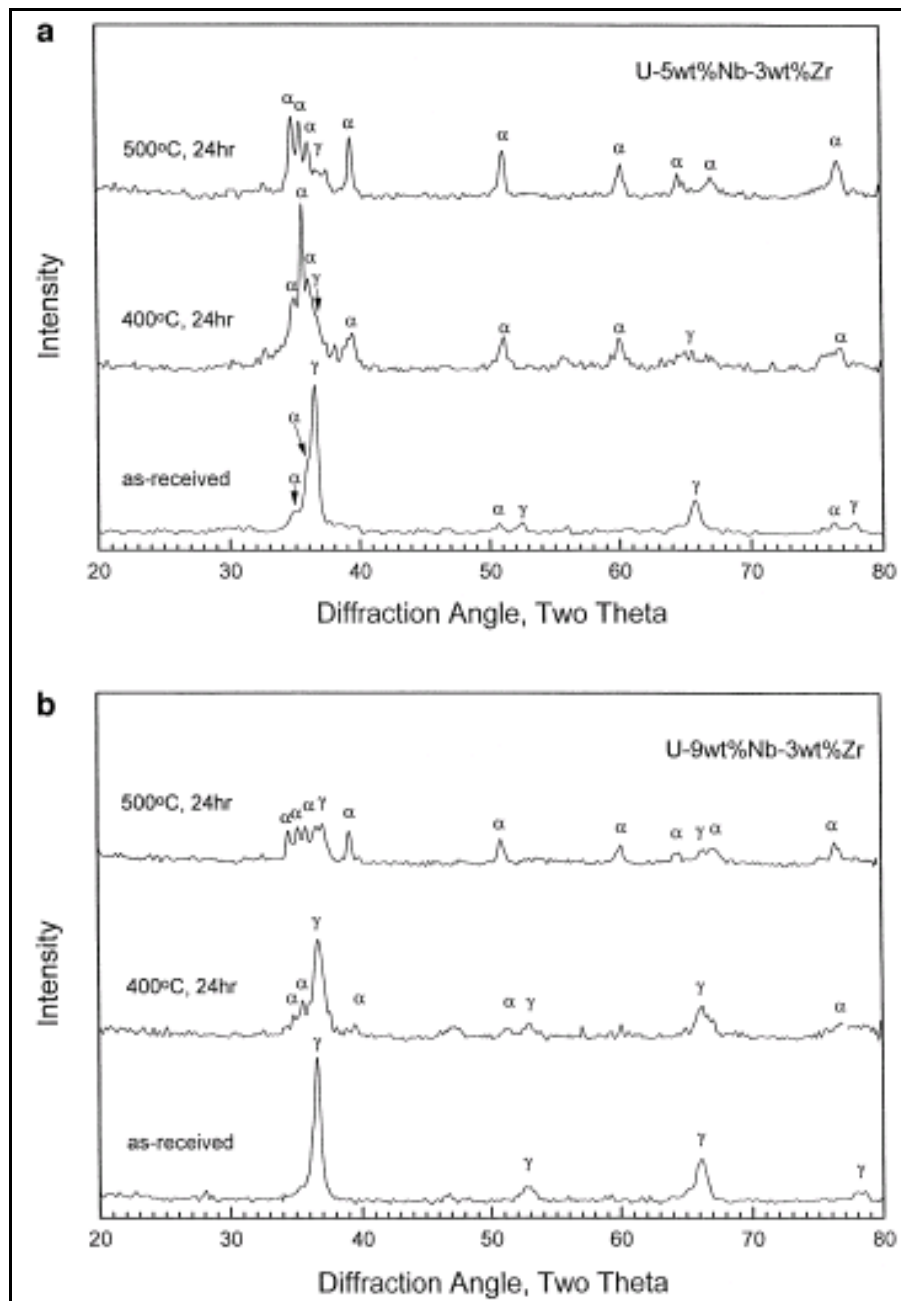 a
U-5wt%Nb-3wt%Zr
α α α γ α α α α α α
500oC, 24hr
α α α γ α α α γ α
400oC, 24hr
γ α α α γ γ α γ
as-received
Intensity
20 30 40 50 60 70 80
Diffraction Angle, Two Theta
b
U-9wt%Nb-3wt%Zr
α α α γ α α α α γ α α
500oC, 24hr
γ α α α α γ γ α
400oC, 24hr
γ γ γ γ
as-received
Intensity
20 30 40 50 60 70 80
Diffraction Angle, Two Theta